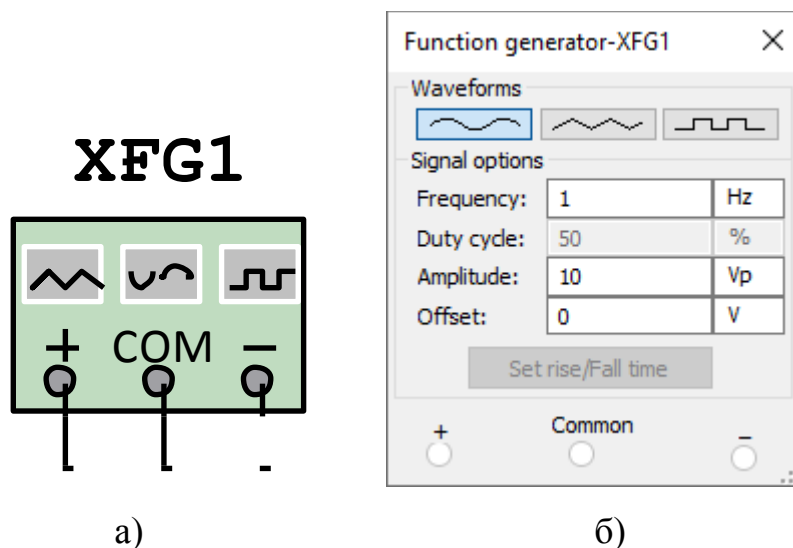 XFG1
+ COM −
а)
Function generator-XFG1
Waveforms
Signal options
Frequency: 1 Hz
Duty cycle: 50 %
Amplitude: 10 Vp
Offset: 0 V
Set rise/Fall time
+ Common −
б)